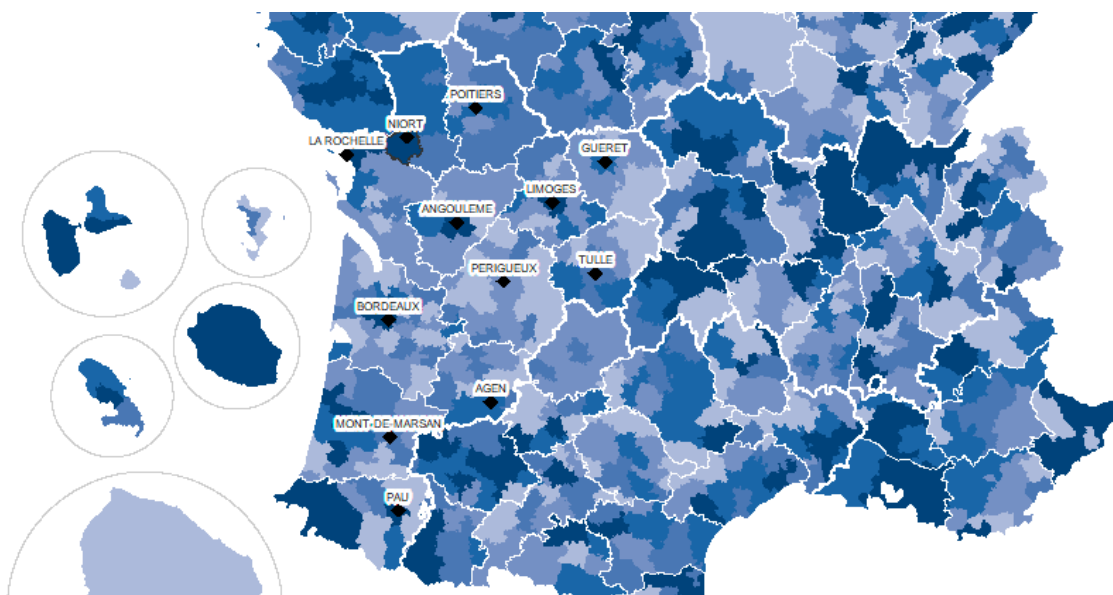 POITIERS
NIORT
LA ROCHELLE
GUERET
LIMOGES
ANGOULEME
TULLE
PERIGUEUX
BORDEAUX
AGEN
MONT-DE-MARSAN
PAU